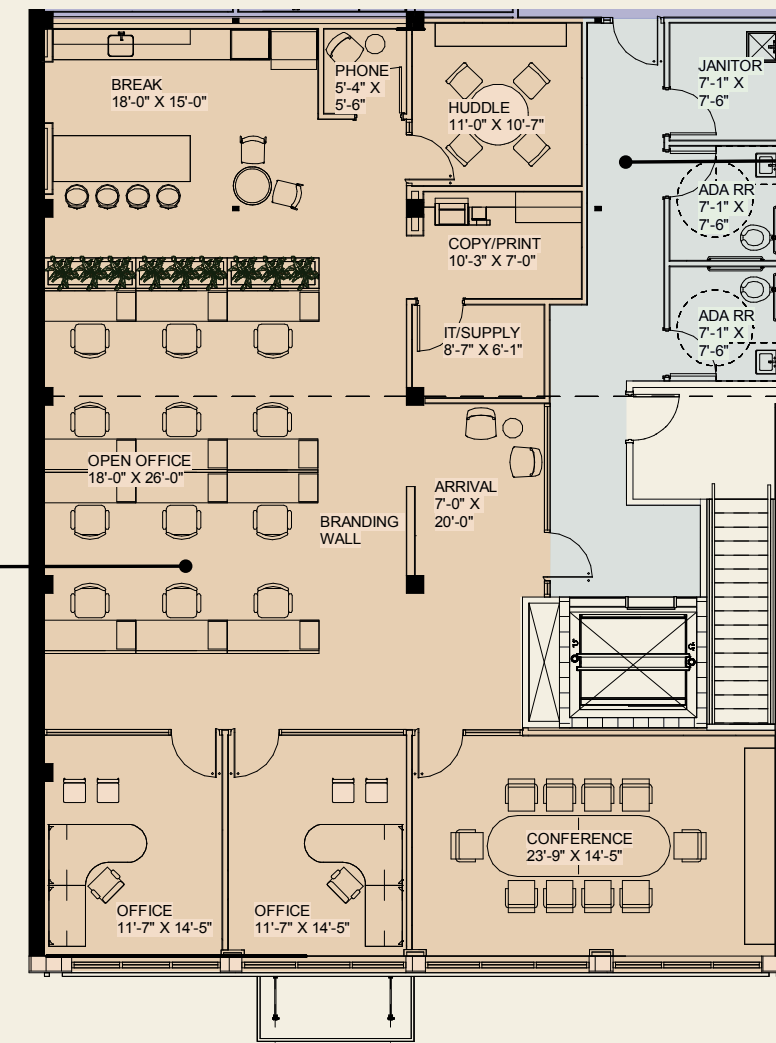 BREAK
18'-0" X 15'-0"
PHONE
5'-4" X
5'-6"
HUDDLE
11'-0" X 10'-7"
JANITOR
7'-1" X
7'-6"
ADA RR
7'-1" X
7'-6"
COPY/PRINT
10'-3" X 7'-0"
IT/SUPPLY
8'-7" X 6'-1"
ADA RR
7'-1" X
7'-6"
OPEN OFFICE
18'-0" X 26'-0"
ARRIVAL
7'-0" X
20'-0"
BRANDING
WALL
CONFERENCE
23'-9" X 14'-5"
OFFICE
11'-7" X 14'-5"
OFFICE
11'-7" X 14'-5"